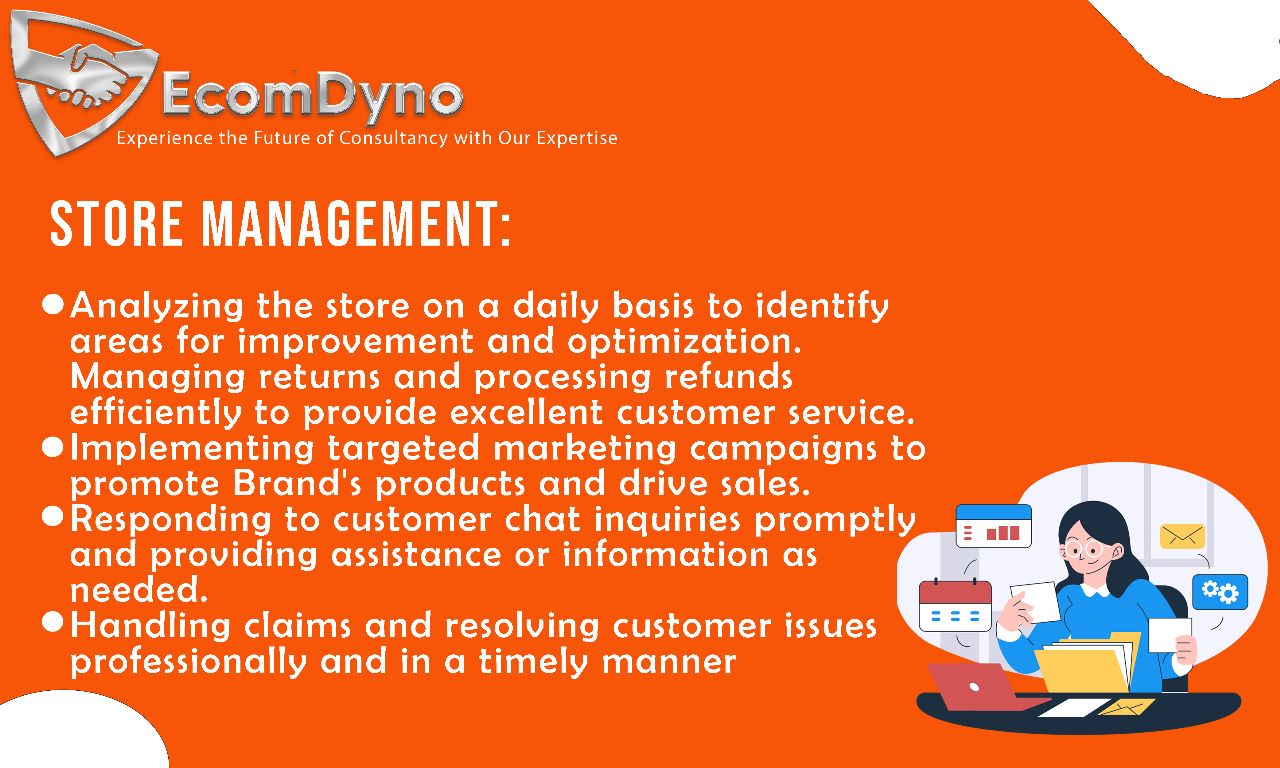 EcomDyno
Experience the Future of Consultancy with Our Expertise
STORE MANAGEMENT:
●Analyzing the store on a daily basis to identify
areas for improvement and optimization.
Managing returns and processing refunds
efficiently to provide excellent customer service.
●Implementing targeted marketing campaigns to
promote Brand's products and drive sales.
●Responding to customer chat inquiries promptly
and providing assistance or information as
needed.
●Handling claims and resolving customer issues
professionally and in a timely manner